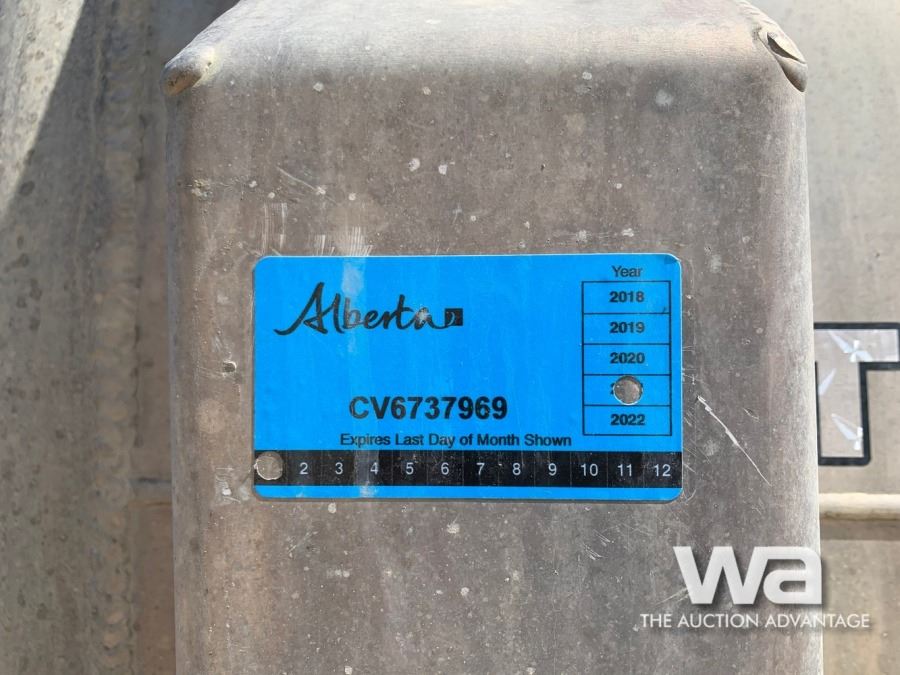 Year
2018
2019
2020
2022
Alberta
CV6737969
Expires Last Day of Month Shown
2 3 4 5 6 7 8 9 10 11 12
wa
THE AUCTION ADVANTAGE